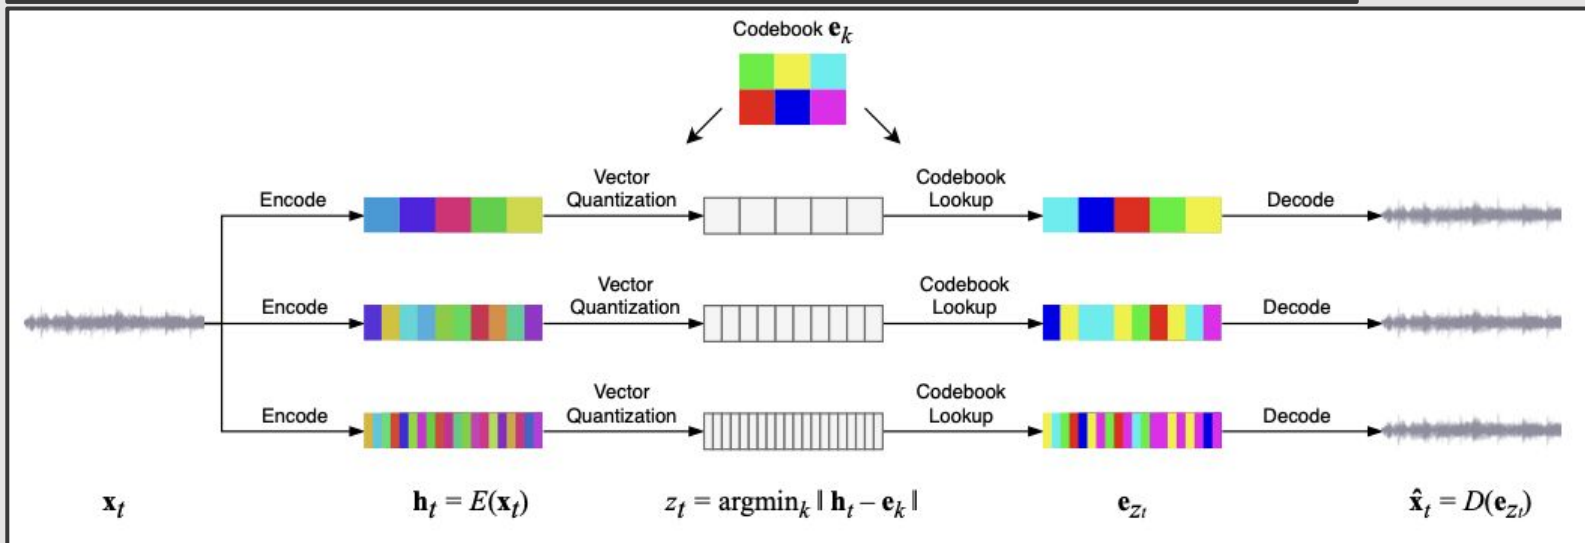 Codebook e_k
Encode
Vector
Quantization
Codebook
Lookup
Decode
Encode
Vector
Quantization
Codebook
Lookup
Decode
Encode
Vector
Quantization
Codebook
Lookup
Decode
x_t
h_t = E(x_t)
z_t = argmin_k ‖ h_t – e_k ‖
e_{z_t}
x̂_t = D(e_{z_t})